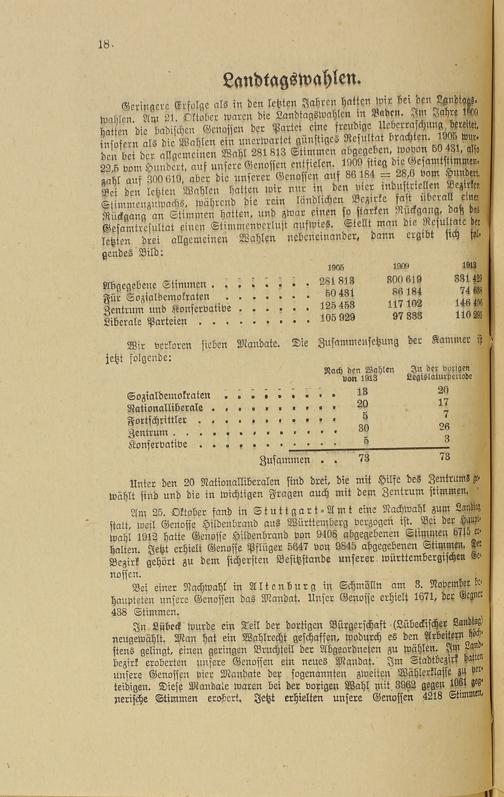 18
Landtagswahlen.
Geringere Erfolge als in den letzten Jahren hatten wir bei den Landtags-
wahlen. Am 21. Oktober waren die Landtagswahlen in Baden. Im Jahre 1909
hatten die badischen Genossen der Partei eine freudige Ueberraschung bereitet,
insofern als die Wahlen ein unerwartet günstiges Resultat brachten. 1905 wur-
den bei der allgemeinen Wahl 281 813 Stimmen abgegeben, wovon 50 431, also
22,5 vom Hundert, auf unsere Genossen entfielen. 1909 stieg die Gesamtstimmen-
zahl auf 300 619, aber die unserer Genossen auf 86 184 = 28,6 vom Hundert.
Bei den letzten Wahlen hatten wir nur in den vier industriellen Bezirken
Stimmenzuwachs, während die rein ländlichen Bezirke fast überall einen
Rückgang an Stimmen hatten, und zwar einen so starken Rückgang, daß das
Gesamtresultat einen Stimmenverlust aufwies. Stellt man die Resultate der
letzten drei allgemeinen Wahlen nebeneinander, dann ergibt sich fol-
gendes Bild:
1905 1909 1913
Abgegebene Stimmen . . . . . . . 281 813 300 619 331
Für Sozialdemokraten . . . . . . . 50 431 86 184 74
Zentrum und Konservative . . . . . . 125 453 117 102 146
Liberale Parteien . . . . . . . . . 105 929 97 333 110
Wir verloren sieben Mandate. Die Zusammensetzung der Kammer ist
jetzt folgende:
Nach den Wahlen In der vorigen
von 1913 Legislaturperiode
Sozialdemokraten . . . . . . . . . 13 20
Nationalliberale . . . . . . . . . . 20 17
Fortschrittler . . . . . . . . . . . 5 7
Zentrum . . . . . . . . . . . . 30 26
Konservative . . . . . . . . . . . 5 3
Zusammen . . 73 73
Unter den 20 Nationalliberalen sind drei, die mit Hilfe des Zentrums ge-
wählt sind und die in wichtigen Fragen auch mit dem Zentrum stimmen.
Am 25. Oktober fand in Stuttgart-Amt eine Nachwahl zum Landtag
statt, weil Genosse Hildenbrand aus Württemberg verzogen ist. Bei der Haupt-
wahl 1912 hatte Genosse Hildenbrand von 9408 abgegebenen Stimmen 6715 er-
halten. Jetzt erhielt Genosse Pflüger 5647 von 9845 abgegebenen Stimmen. Der
Bezirk gehört zu dem sichersten Besitzstande unserer württembergischen Ge-
nossen.
Bei einer Nachwahl in Altenburg in Schmölln am 3. November be-
haupteten unsere Genossen das Mandat. Unser Genosse erhielt 1671, der Gegner
438 Stimmen.
In Lübeck wurde ein Teil der dortigen Bürgerschaft (Lübeckischer Landtag)
neugewählt. Man hat ein Wahlrecht geschaffen, wodurch es den Arbeitern höch-
stens gelingt, einen geringen Bruchteil der Abgeordneten zu wählen. Im Land-
bezirk eroberten unsere Genossen ein neues Mandat. Im Stadtbezirk hatten
unsere Genossen vier Mandate der sogenannten zweiten Wählerklasse zu ver-
teidigen. Diese Mandate waren bei der vorigen Wahl mit 3962 gegen 1061 geg-
nerische Stimmen erobert. Jetzt erhielten unsere Genossen 4218 Stimmen,